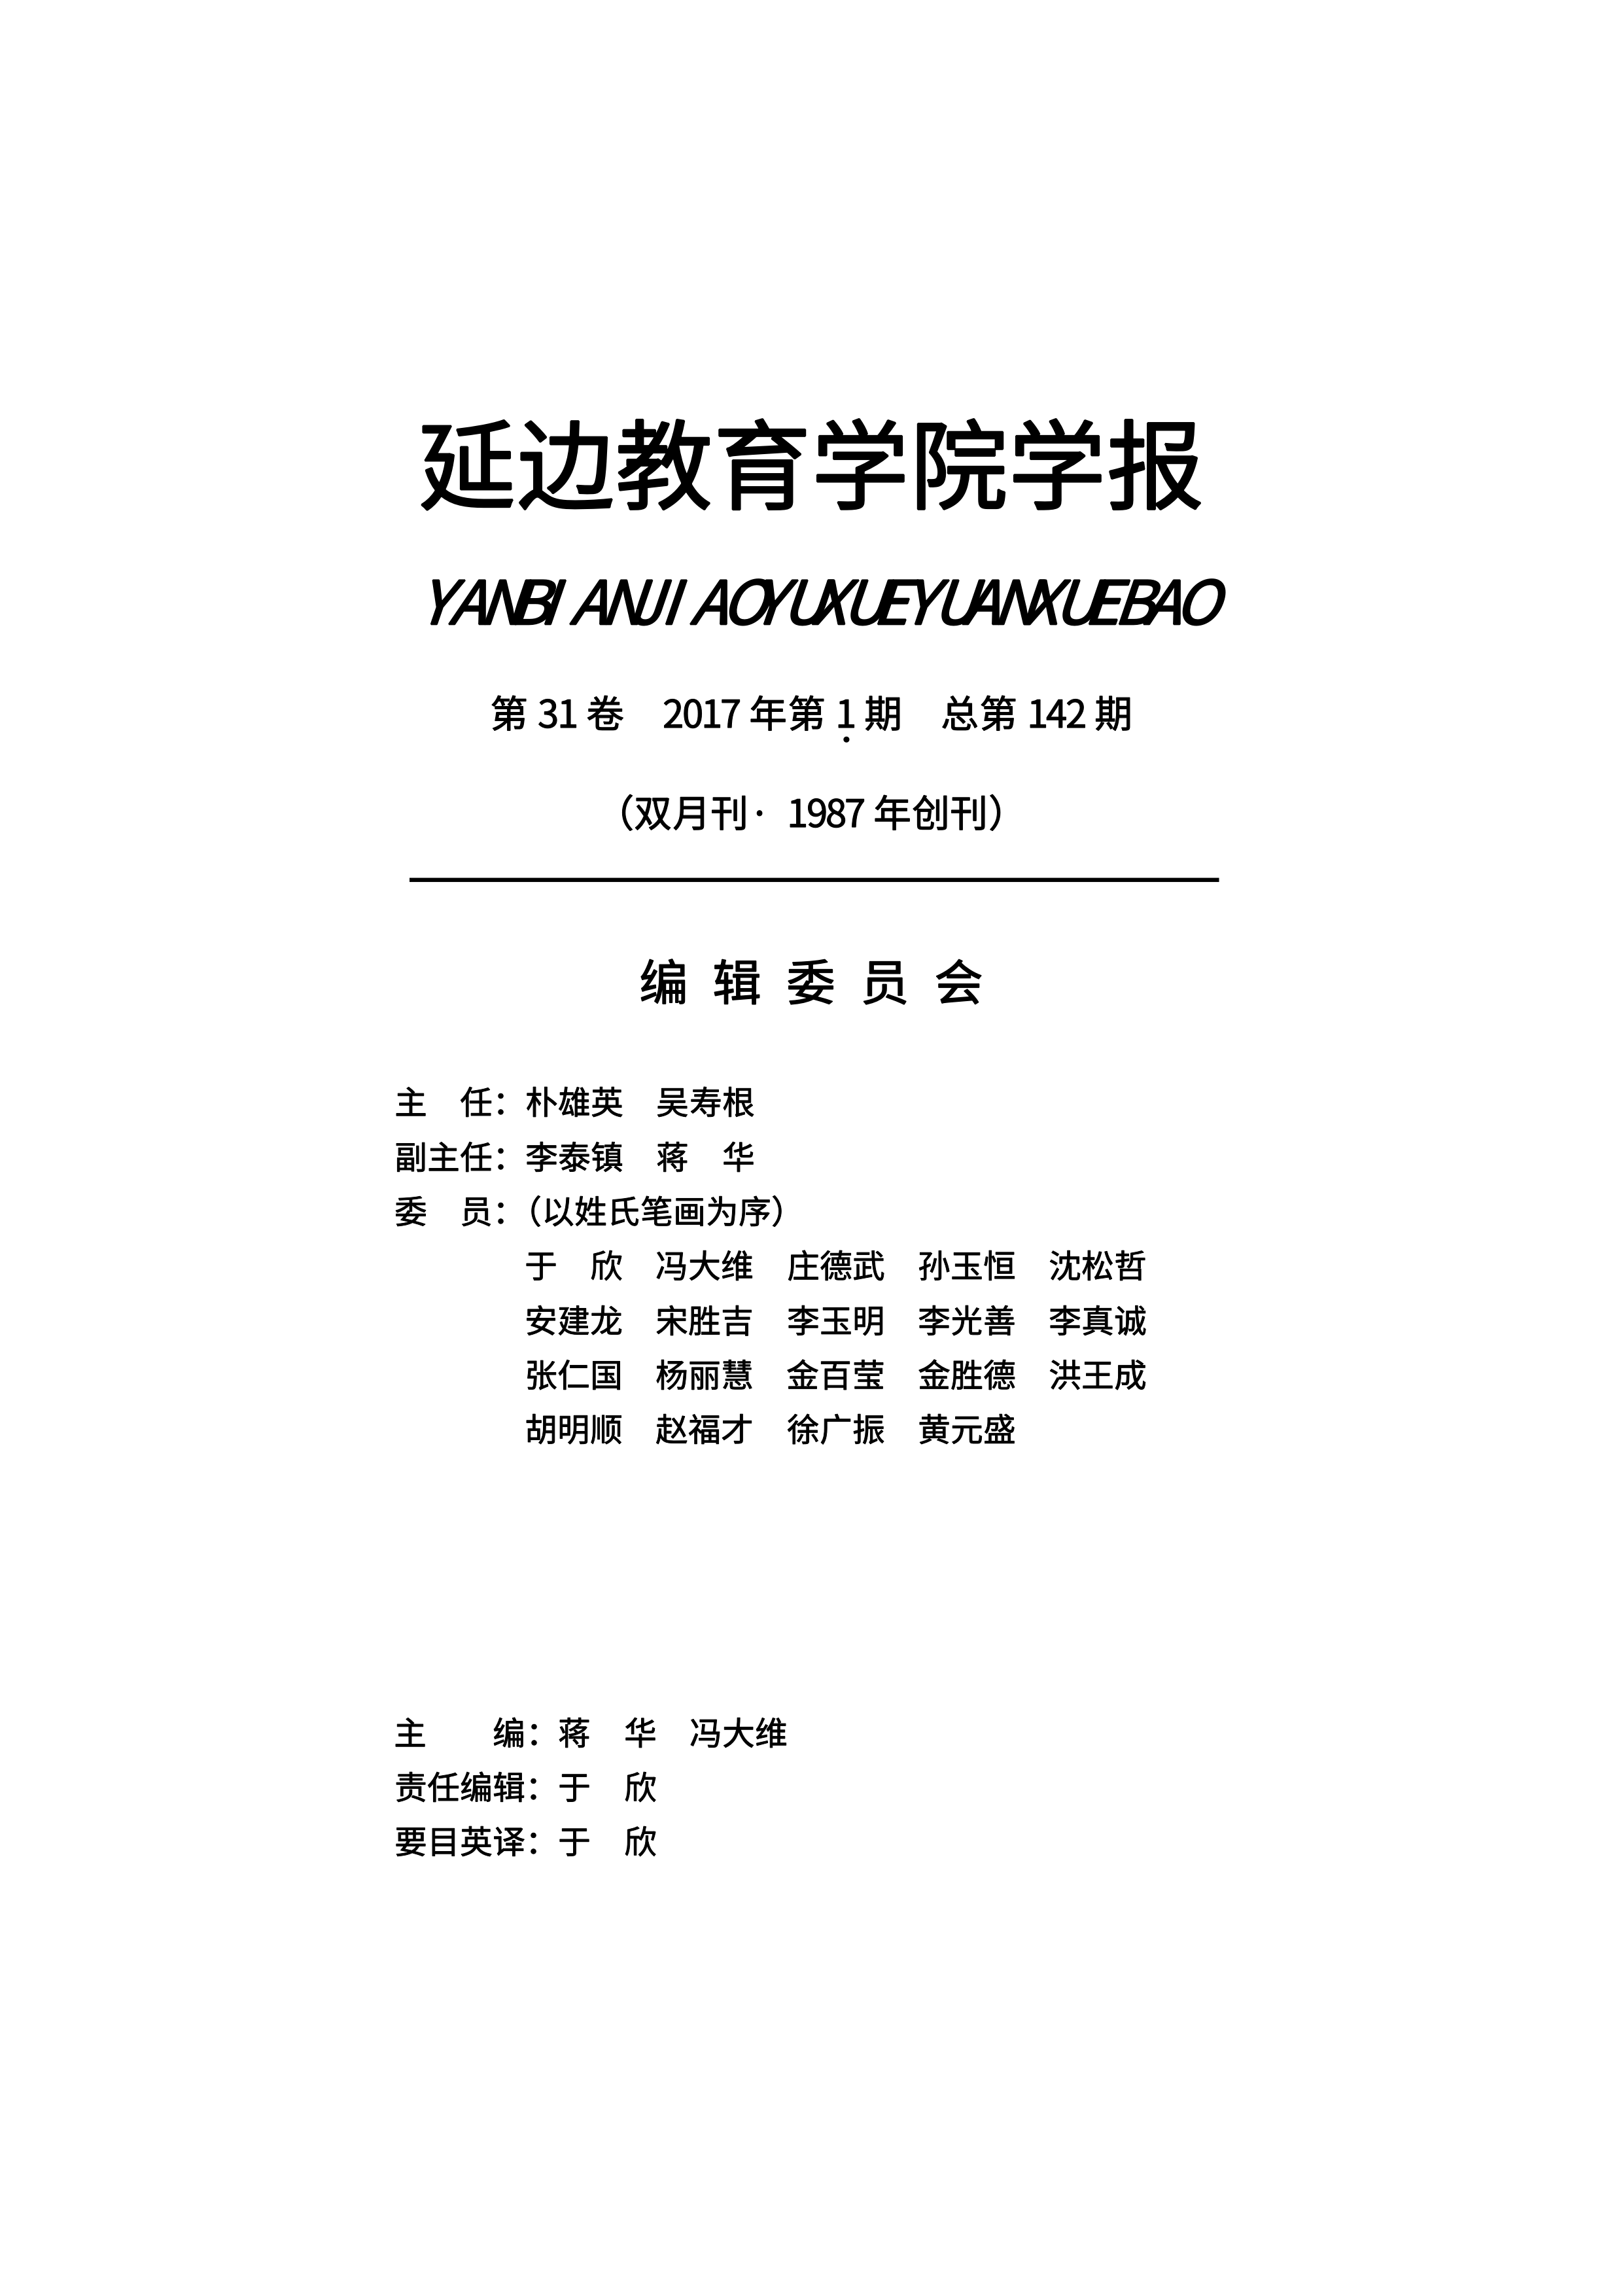 延边教育学院学报
YANBIANJIAOYUXUEYUANXUEBAO
第 31 卷　2017 年第 1 期　总第 142 期
（双月刊·1987 年创刊）
编 辑 委 员 会
主　任：朴雄英　吴寿根
副主任：李泰镇　蒋　华
委　员：（以姓氏笔画为序）
于　欣　冯大维　庄德武　孙玉恒　沈松哲
安建龙　宋胜吉　李玉明　李光善　李真诚
张仁国　杨丽慧　金百莹　金胜德　洪王成
胡明顺　赵福才　徐广振　黄元盛
主　　编：蒋　华　冯大维
责任编辑：于　欣
要目英译：于　欣